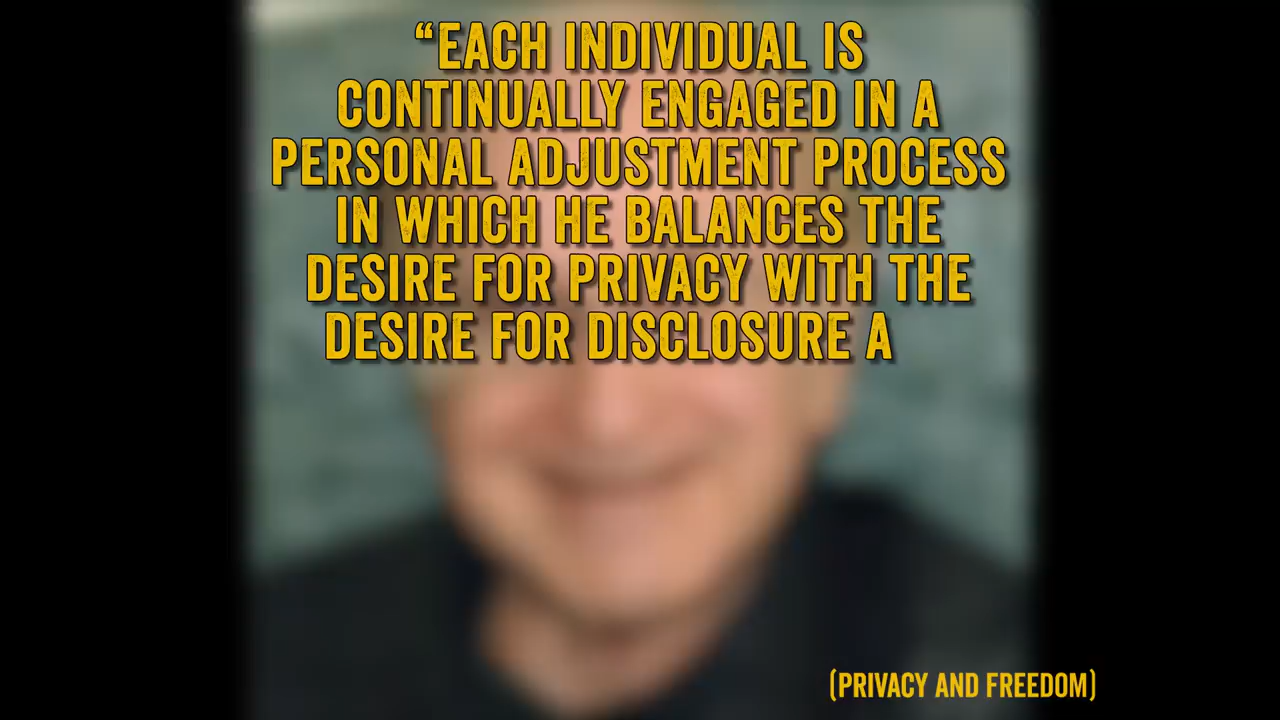 “EACH INDIVIDUAL IS
CONTINUALLY ENGAGED IN A
PERSONAL ADJUSTMENT PROCESS
IN WHICH HE BALANCES THE
DESIRE FOR PRIVACY WITH THE
DESIRE FOR DISCLOSURE A
(PRIVACY AND FREEDOM)